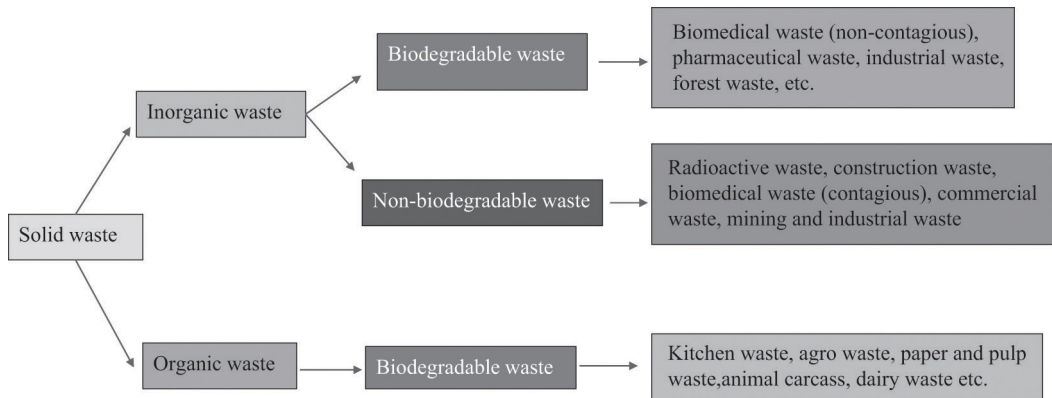 Solid waste
Inorganic waste
Biodegradable waste
Biomedical waste (non-contagious),
pharmaceutical waste, industrial waste,
forest waste, etc.
Non-biodegradable waste
Radioactive waste, construction waste,
biomedical waste (contagious), commercial
waste, mining and industrial waste
Organic waste
Biodegradable waste
Kitchen waste, agro waste, paper and pulp
waste,animal carcass, dairy waste etc.